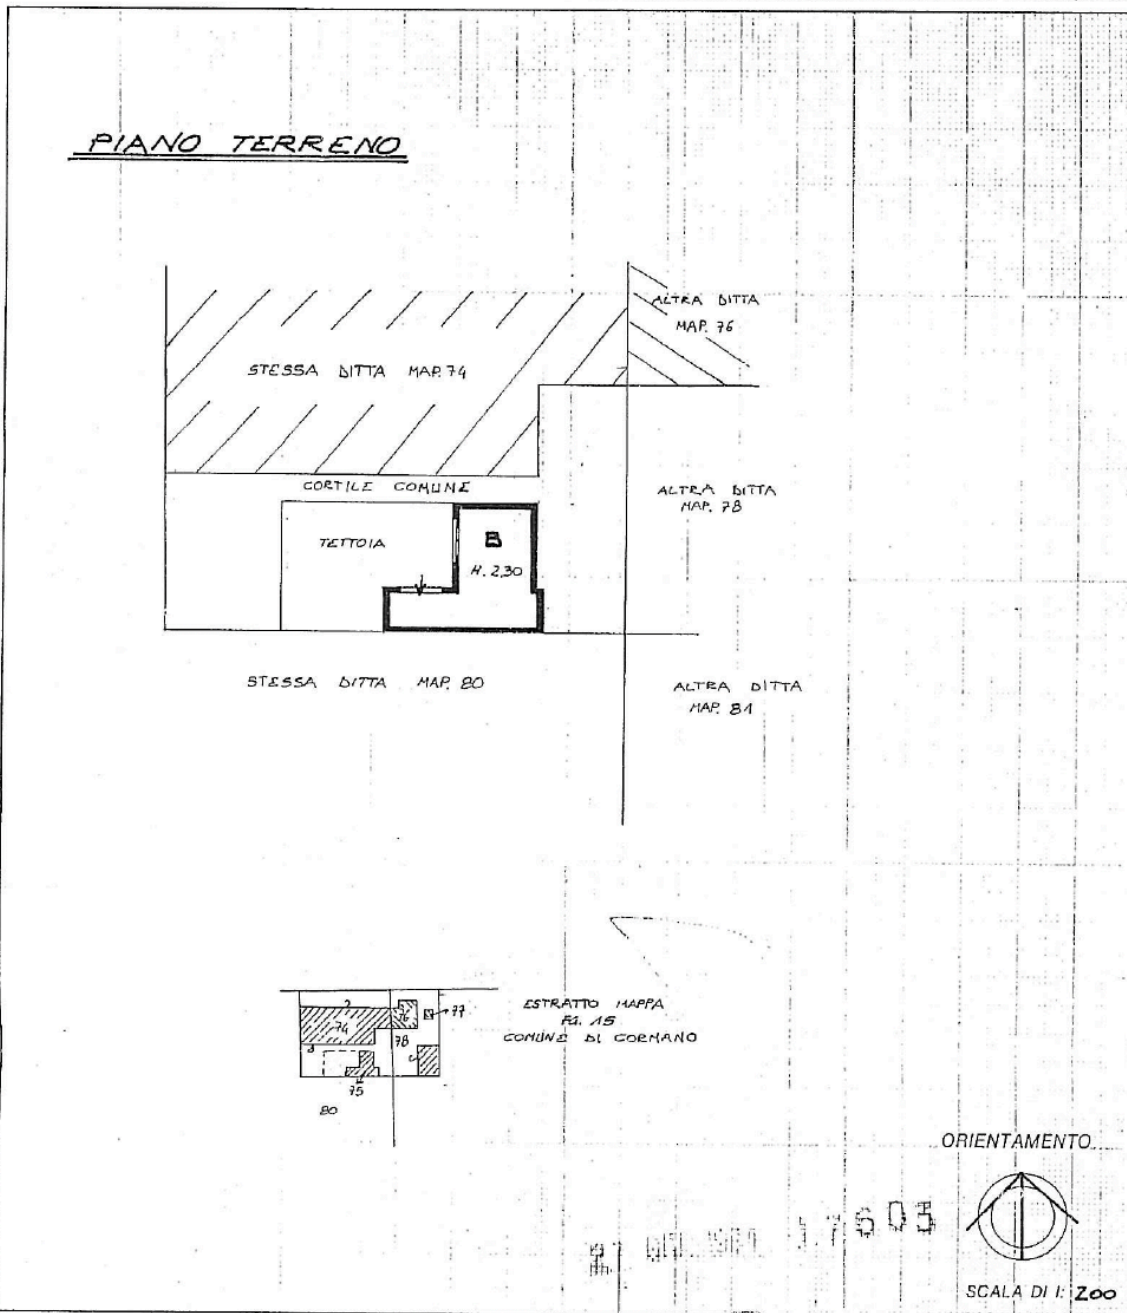 PIANO TERRENO
ALTRA DITTA
MAP. 76
STESSA DITTA MAP. 74
CORTILE COMUNE
ALTRA DITTA
MAP. 78
TETTOIA
B
H. 2,30
STESSA DITTA MAP. 80
ALTRA DITTA
MAP. 81
74
76
77
78
75
80
ESTRATTO MAPPA
FG. 15
COMUNE DI CORMANO
ORIENTAMENTO
17605
SCALA DI 1: 200